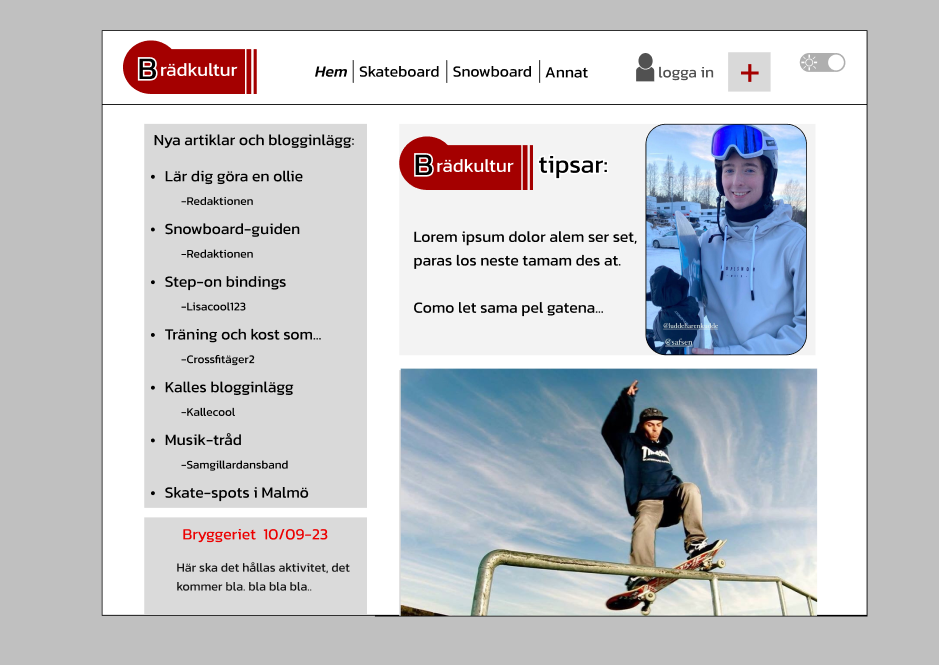 Brädkultur
Hem Skateboard Snowboard Annat
logga in
+
Nya artiklar och blogginlägg:
• Lär dig göra en ollie
-Redaktionen
• Snowboard-guiden
-Redaktionen
• Step-on bindings
-Lisacool123
• Träning och kost som...
-Crossfitäger2
• Kalles blogginlägg
-Kallecool
• Musik-tråd
-Samgillardansband
• Skate-spots i Malmö
Bryggeriet 10/09-23
Här ska det hållas aktivitet, det
kommer bla. bla bla bla..
Brädkultur tipsar:
Lorem ipsum dolor alem ser set,
paras los neste tamam des at.
Como let sama pel gatena...
@safsen